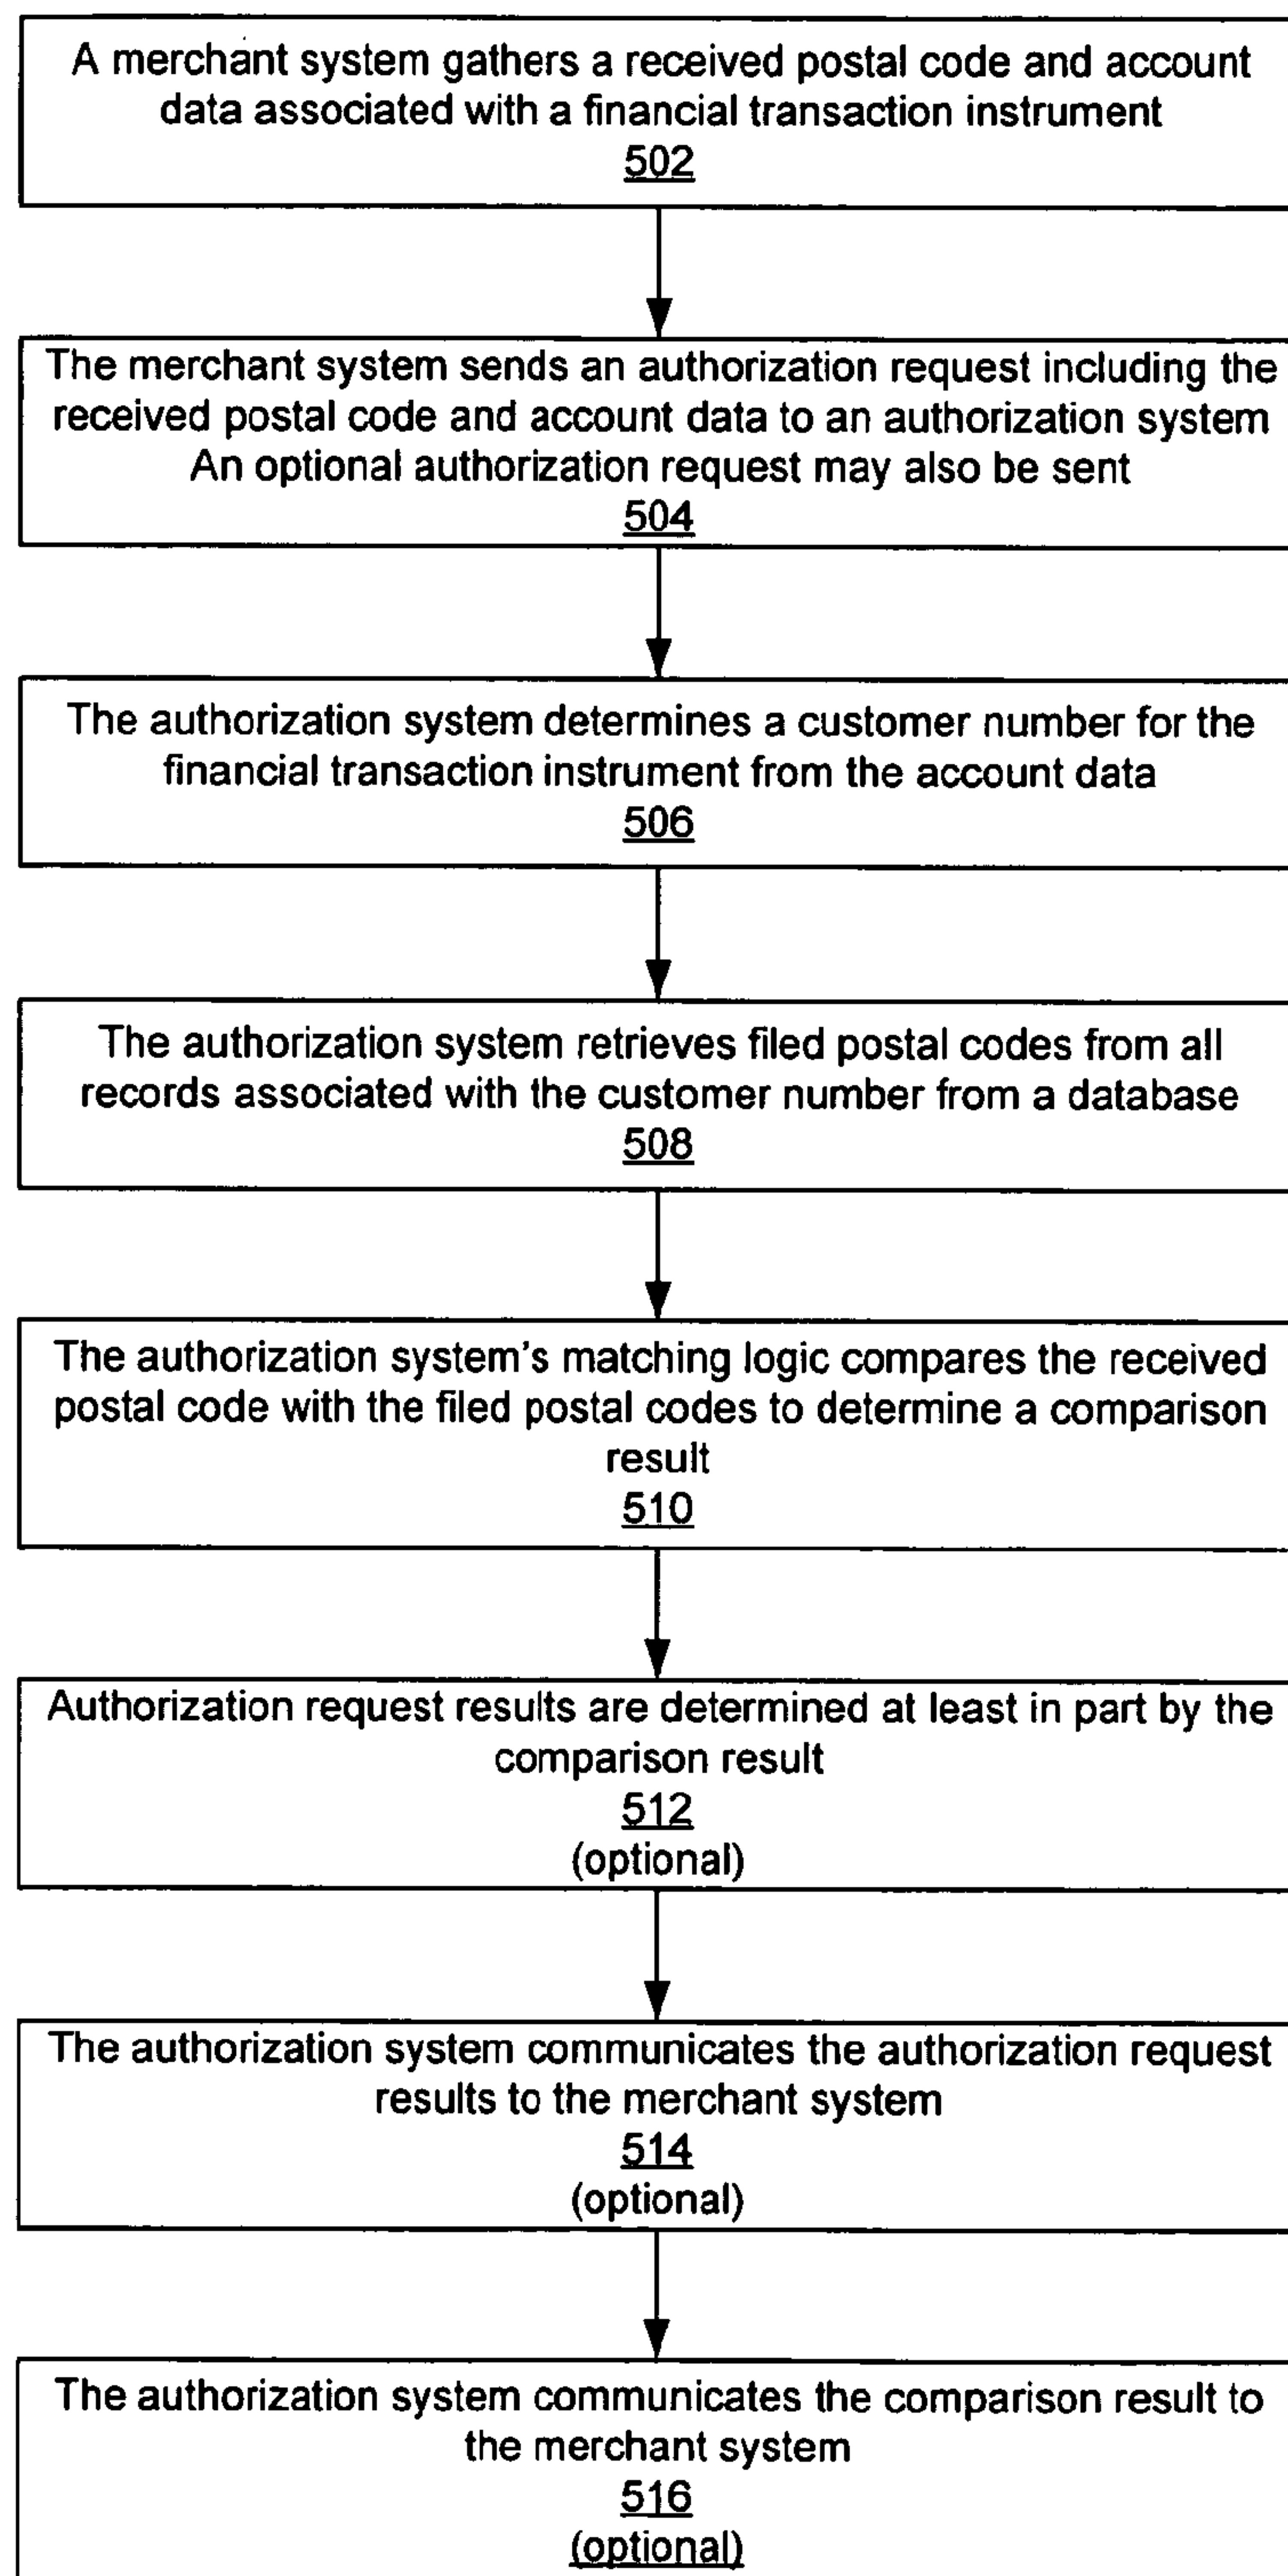 A merchant system gathers a received postal code and account
data associated with a financial transaction instrument
502
The merchant system sends an authorization request including the
received postal code and account data to an authorization system
An optional authorization request may also be sent
504
The authorization system determines a customer number for the
financial transaction instrument from the account data
506
The authorization system retrieves filed postal codes from all
records associated with the customer number from a database
508
The authorization system's matching logic compares the received
postal code with the filed postal codes to determine a comparison
result
510
Authorization request results are determined at least in part by the
comparison result
512
(optional)
The authorization system communicates the authorization request
results to the merchant system
514
(optional)
The authorization system communicates the comparison result to
the merchant system
516
(optional)